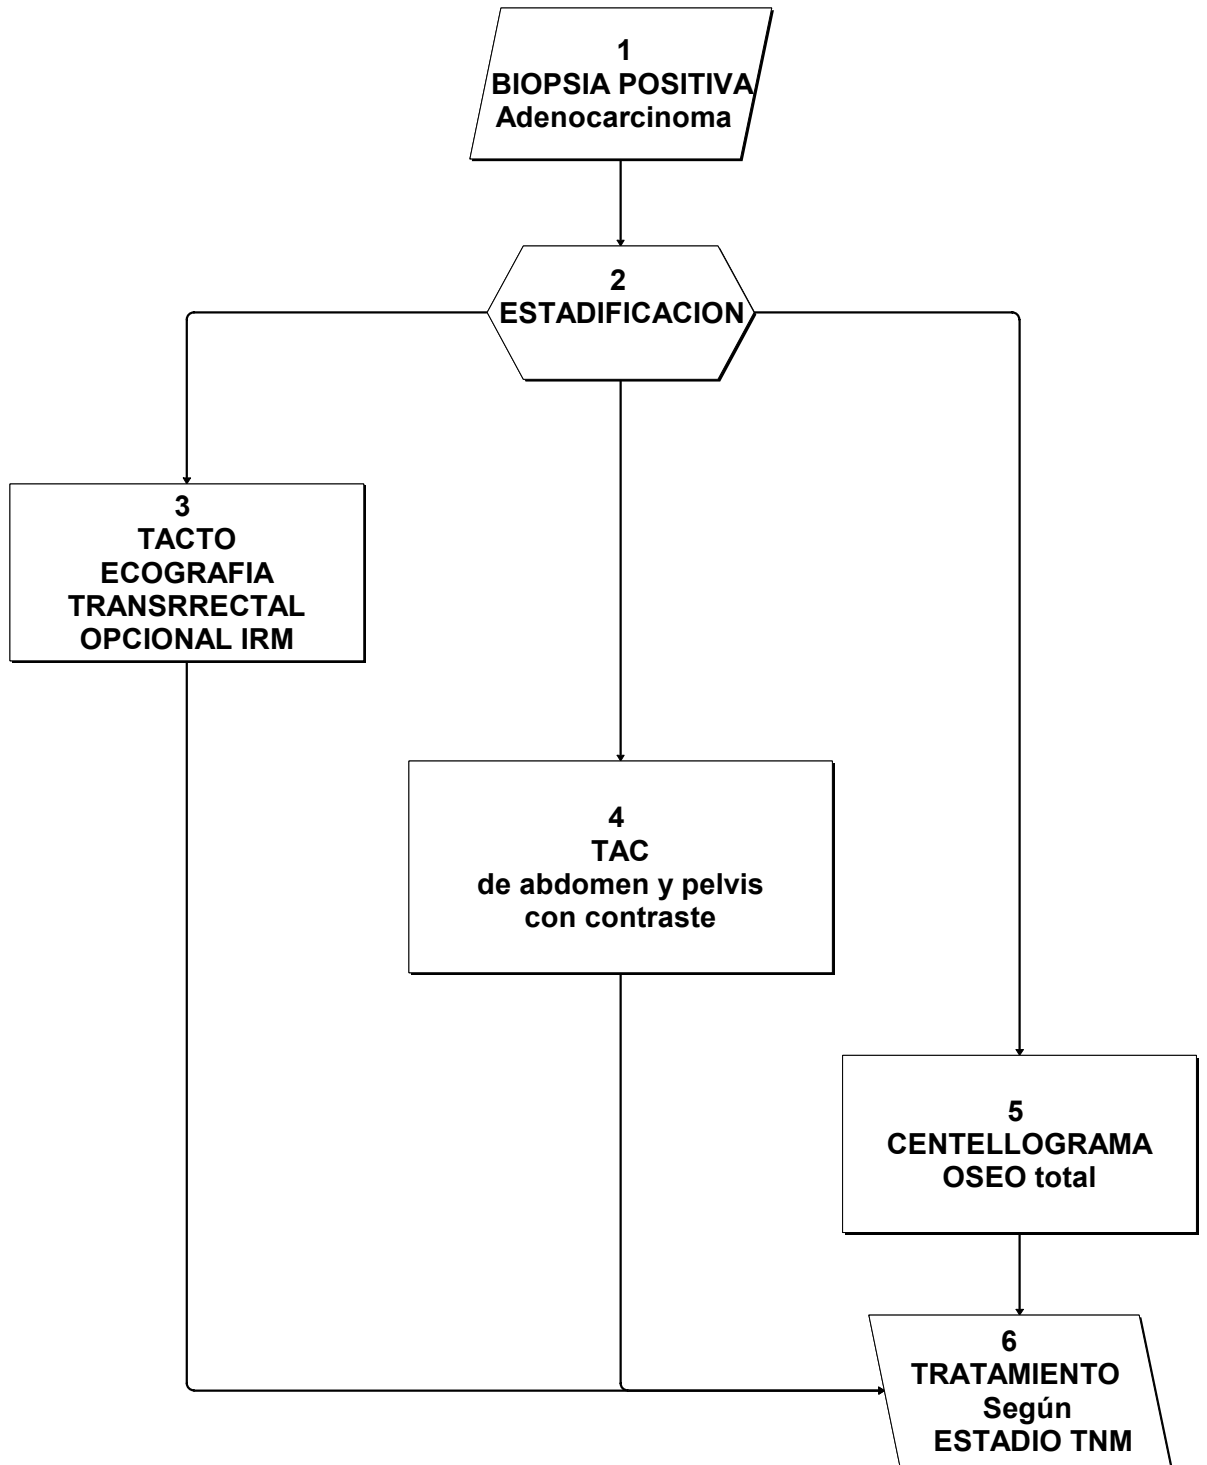 1
BIOPSIA POSITIVA
Adenocarcinoma
2
ESTADIFICACION
3
TACTO
ECOGRAFIA
TRANSRRECTAL
OPCIONAL IRM
4
TAC
de abdomen y pelvis
con contraste
5
CENTELLOGRAMA
OSEO total
6
TRATAMIENTO
Según
ESTADIO TNM